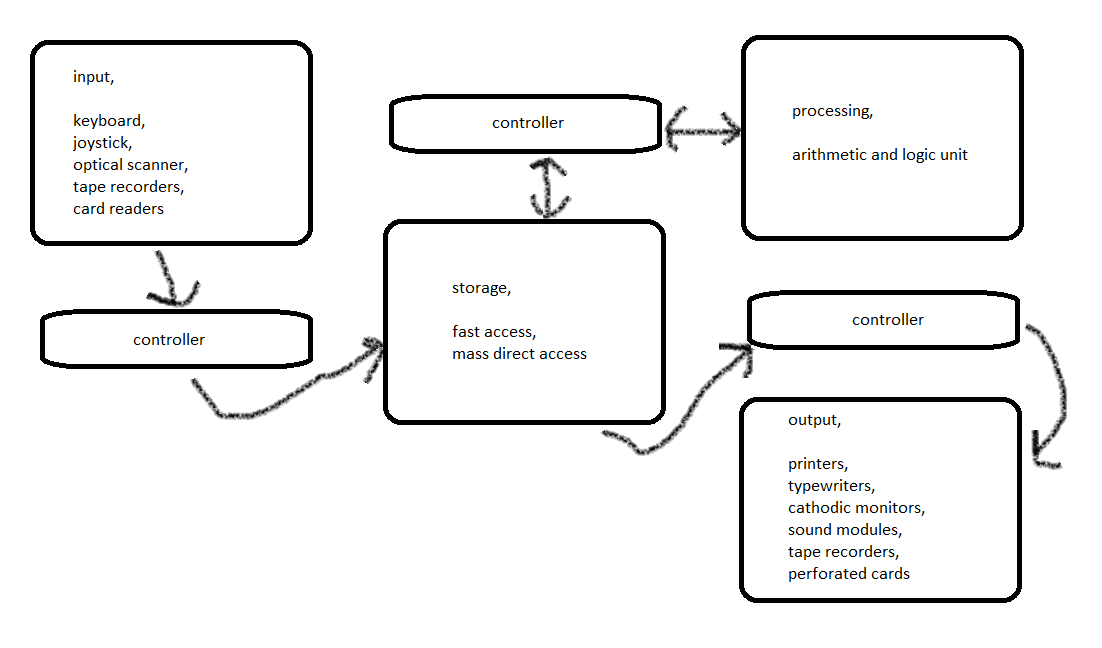 input,
keyboard,
joystick,
optical scanner,
tape recorders,
card readers
controller
controller
processing,
arithmetic and logic unit
storage,
fast access,
mass direct access
controller
output,
printers,
typewriters,
cathodic monitors,
sound modules,
tape recorders,
perforated cards